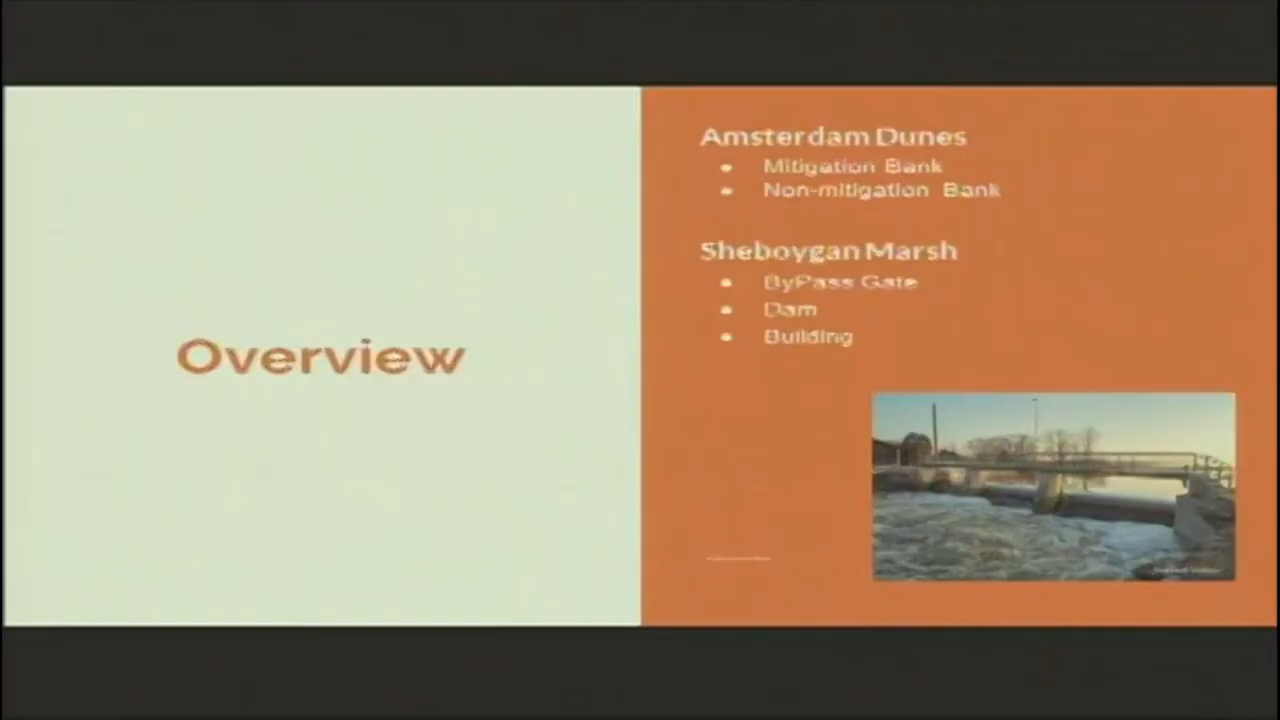 Overview
Amsterdam Dunes
● Mitigation Bank
● Non-mitigation Bank
Sheboygan Marsh
● ByPass Gate
● Dam
● Building